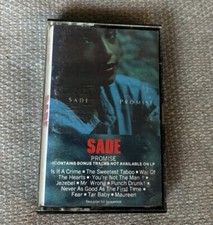 SADE PROMISE
SADE
PROMISE
CONTAINS BONUS TRACKS NOT AVAILABLE ON LP
Is It A Crime • The Sweetest Taboo • War Of
The Hearts • You're Not The Man •
Jezebel • Mr. Wrong • Punch Drunk •
Never As Good As The First Time •
Fear • Tar Baby • Maureen